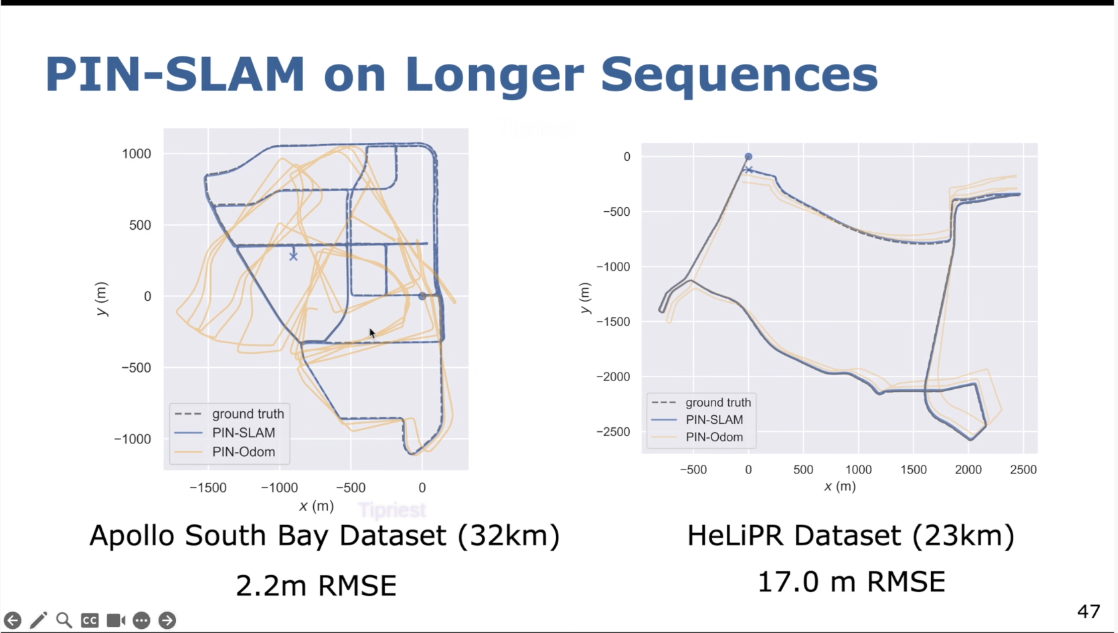 PIN-SLAM on Longer Sequences
1000
500
0
−500
−1000
y (m)
ground truth
PIN-SLAM
PIN-Odom
−1500
−1000
−500
0
x (m)
0
−500
−1000
−1500
−2000
−2500
y (m)
ground truth
PIN-SLAM
PIN-Odom
−500
0
500
1000
1500
2000
2500
x (m)
Tipriest
Apollo South Bay Dataset (32km)
2.2m RMSE
HeLiPR Dataset (23km)
17.0 m RMSE
47
CC